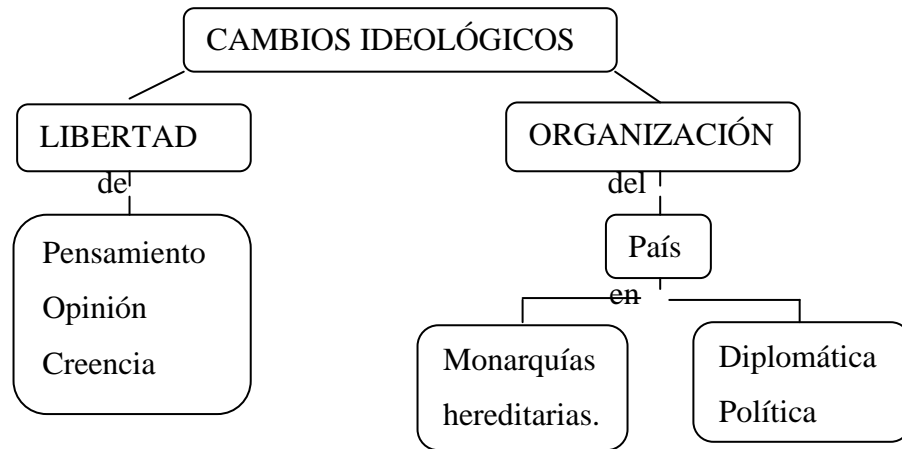 CAMBIOS IDEOLÓGICOS
LIBERTAD
de
Pensamiento
Opinión
Creencia
ORGANIZACIÓN
del
País
en
Monarquías
hereditarias.
Diplomática
Política